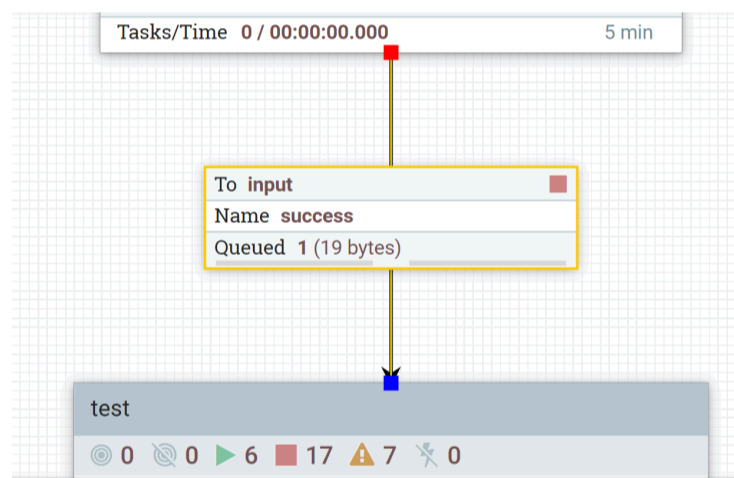 Tasks/Time 0 / 00:00:00.000 5 min
To input
Name success
Queued 1 (19 bytes)
test
0 0 6 17 7 0